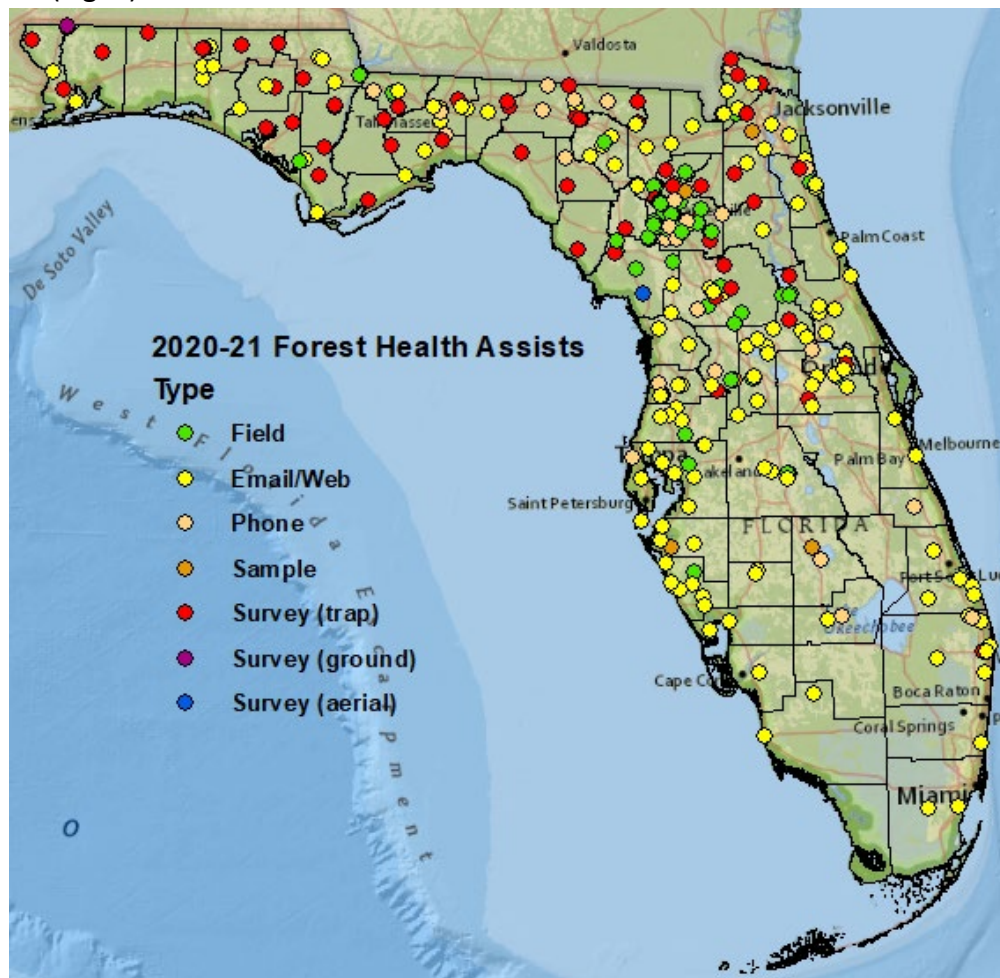 Valdosta
Jacksonville
Palm Coast
De Soto Valley
2020-21 Forest Health Assists
Type
Field
Email/Web
Phone
Sample
Survey (trap)
Survey (ground)
Survey (aerial)
West Florida Escarpment
Melbourne
Palm Bay
Saint Petersburg
FLORIDA
Okeechobee
Cape Co
Boca Raton
Coral Springs
Miami